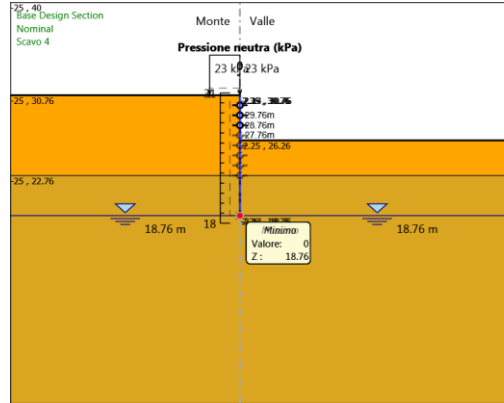 -25 , 40
Base Design Section
Nominal
Scavo 4
Monte
Valle
Pressione neutra (kPa)
23 kPa
23 kPa
-25 , 30.76
29.76m
28.76m
27.76m
2.25 , 26.26
-25 , 22.76
18
18.76 m
18.76 m
Minimo
Valore: 0
Z : 18.76